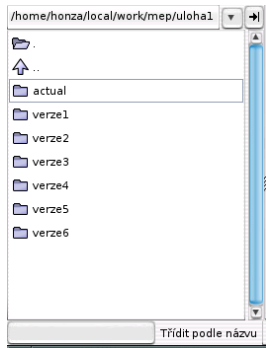 /home/honza/local/work/mep/uloha1
.
..
actual
verze1
verze2
verze3
verze4
verze5
verze6
Třídit podle názvu